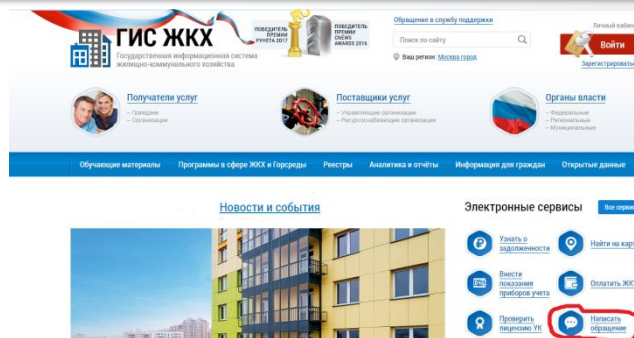 ГИС ЖКХ
Государственная информационная система
жилищно-коммунального хозяйства
ПОБЕДИТЕЛЬ
ПРЕМИИ
РУНЕТА 2017
ПОБЕДИТЕЛЬ
ПРЕМИИ
CNEWS
AWARDS 2016
Обращение в службу поддержки
Поиск по сайту
Ваш регион: Москва город
Личный кабин
Войти
Зарегистрировать
Получатели услуг
– Граждане
– Организации
Поставщики услуг
– Управляющие организации
– Ресурсоснабжающие организации
Органы власти
– Федеральные
– Региональные
– Муниципальные
Обучающие материалы Программы в сфере ЖКХ и Горсреды Реестры Аналитика и отчёты Информация для граждан Открытые данные
Новости и события
Электронные сервисы
Все серви
Узнать о
задолженности
Найти на кар
Внести
показания
приборов учета
Оплатить ЖК
Проверить
лицензию УК
Написать
обращение